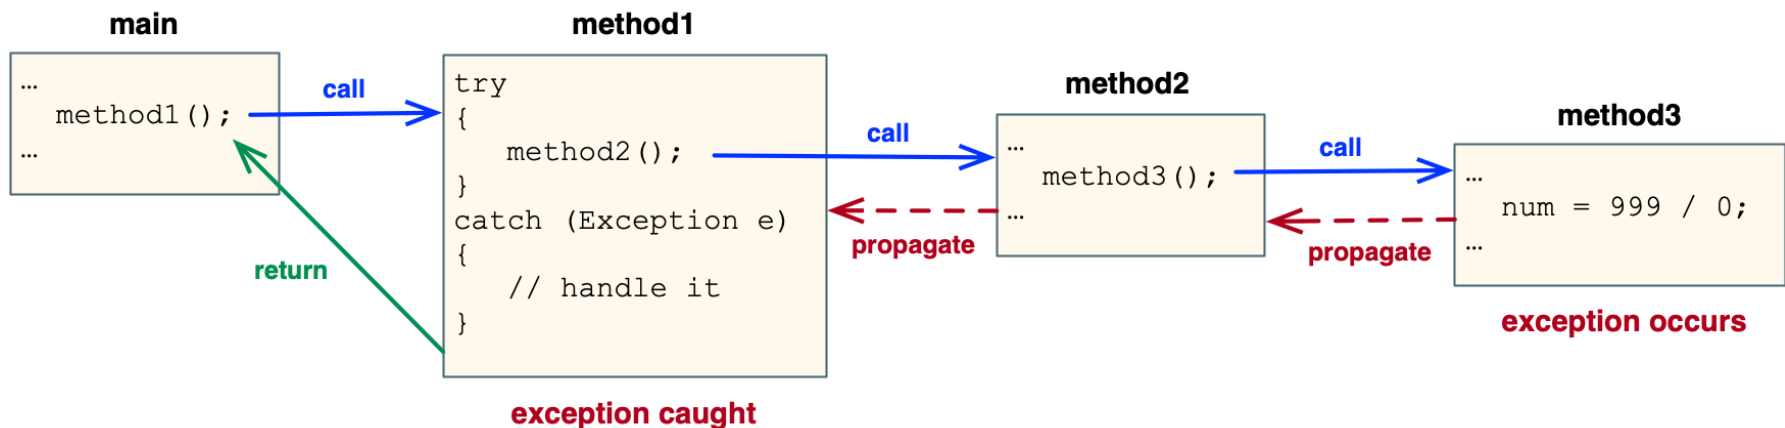 main
…
method1();
…
call
return
method1
try
{
method2();
}
catch (Exception e)
{
// handle it
}
exception caught
call
propagate
method2
…
method3();
…
call
propagate
method3
…
num = 999 / 0;
…
exception occurs